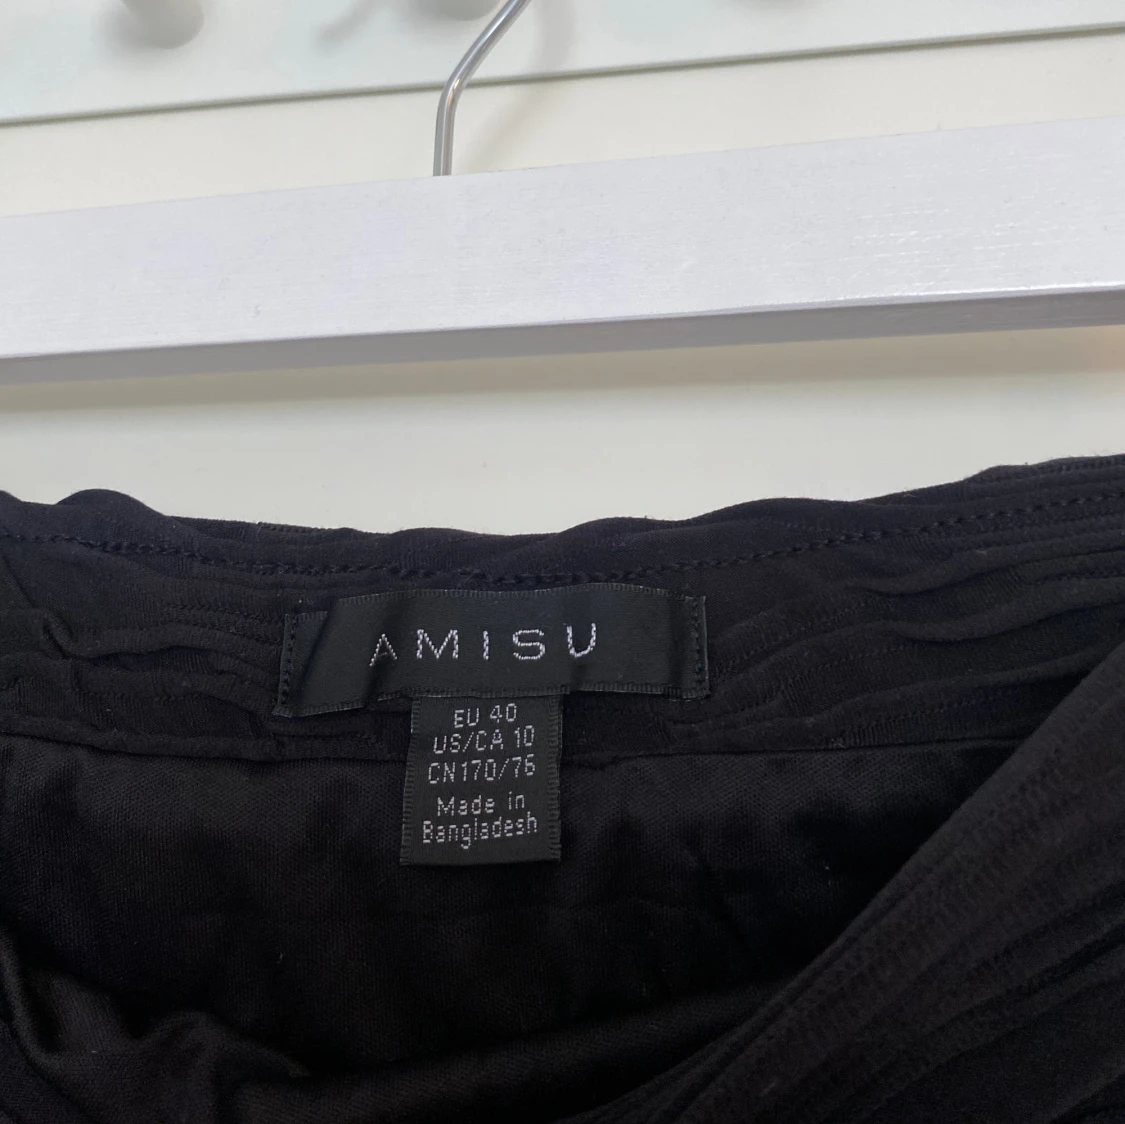 AMISU
EU 40
US/CA 10
CN170/76
Made in
Bangladesh